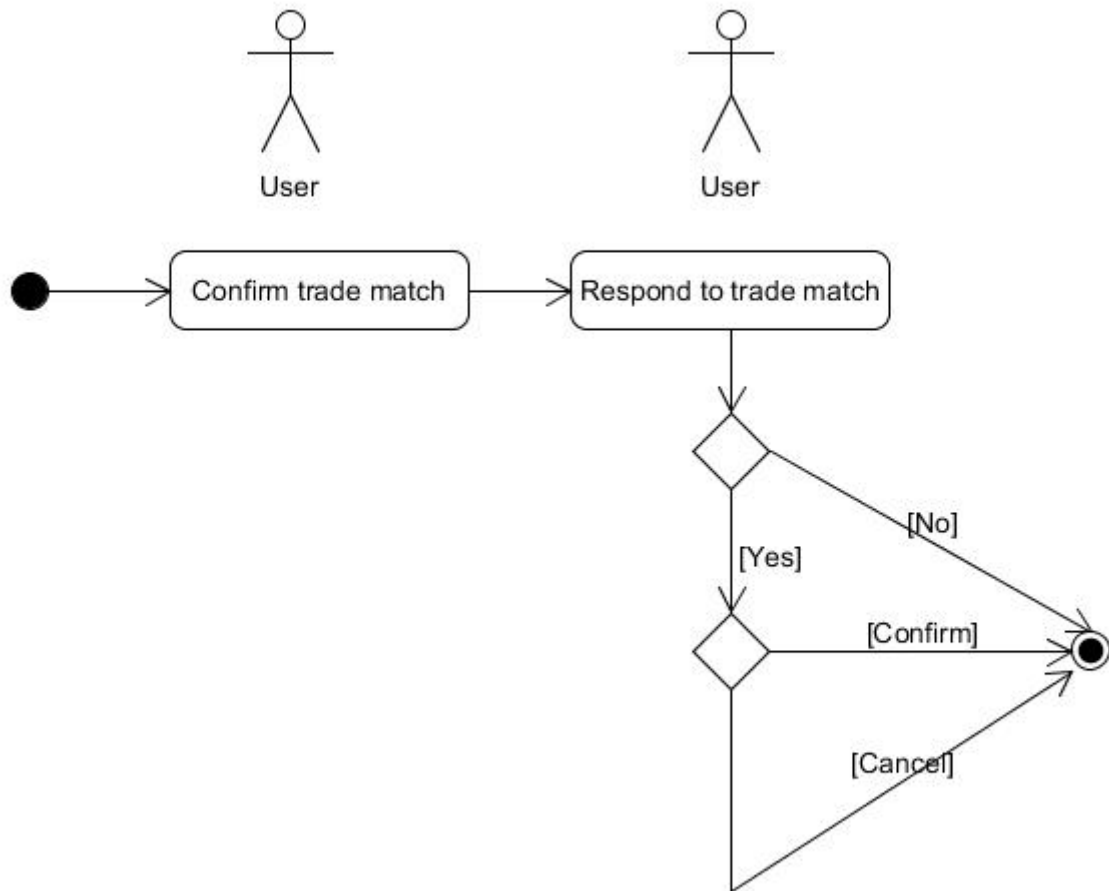 User
User
Confirm trade match
Respond to trade match
[No]
[Yes]
[Confirm]
[Cancel]